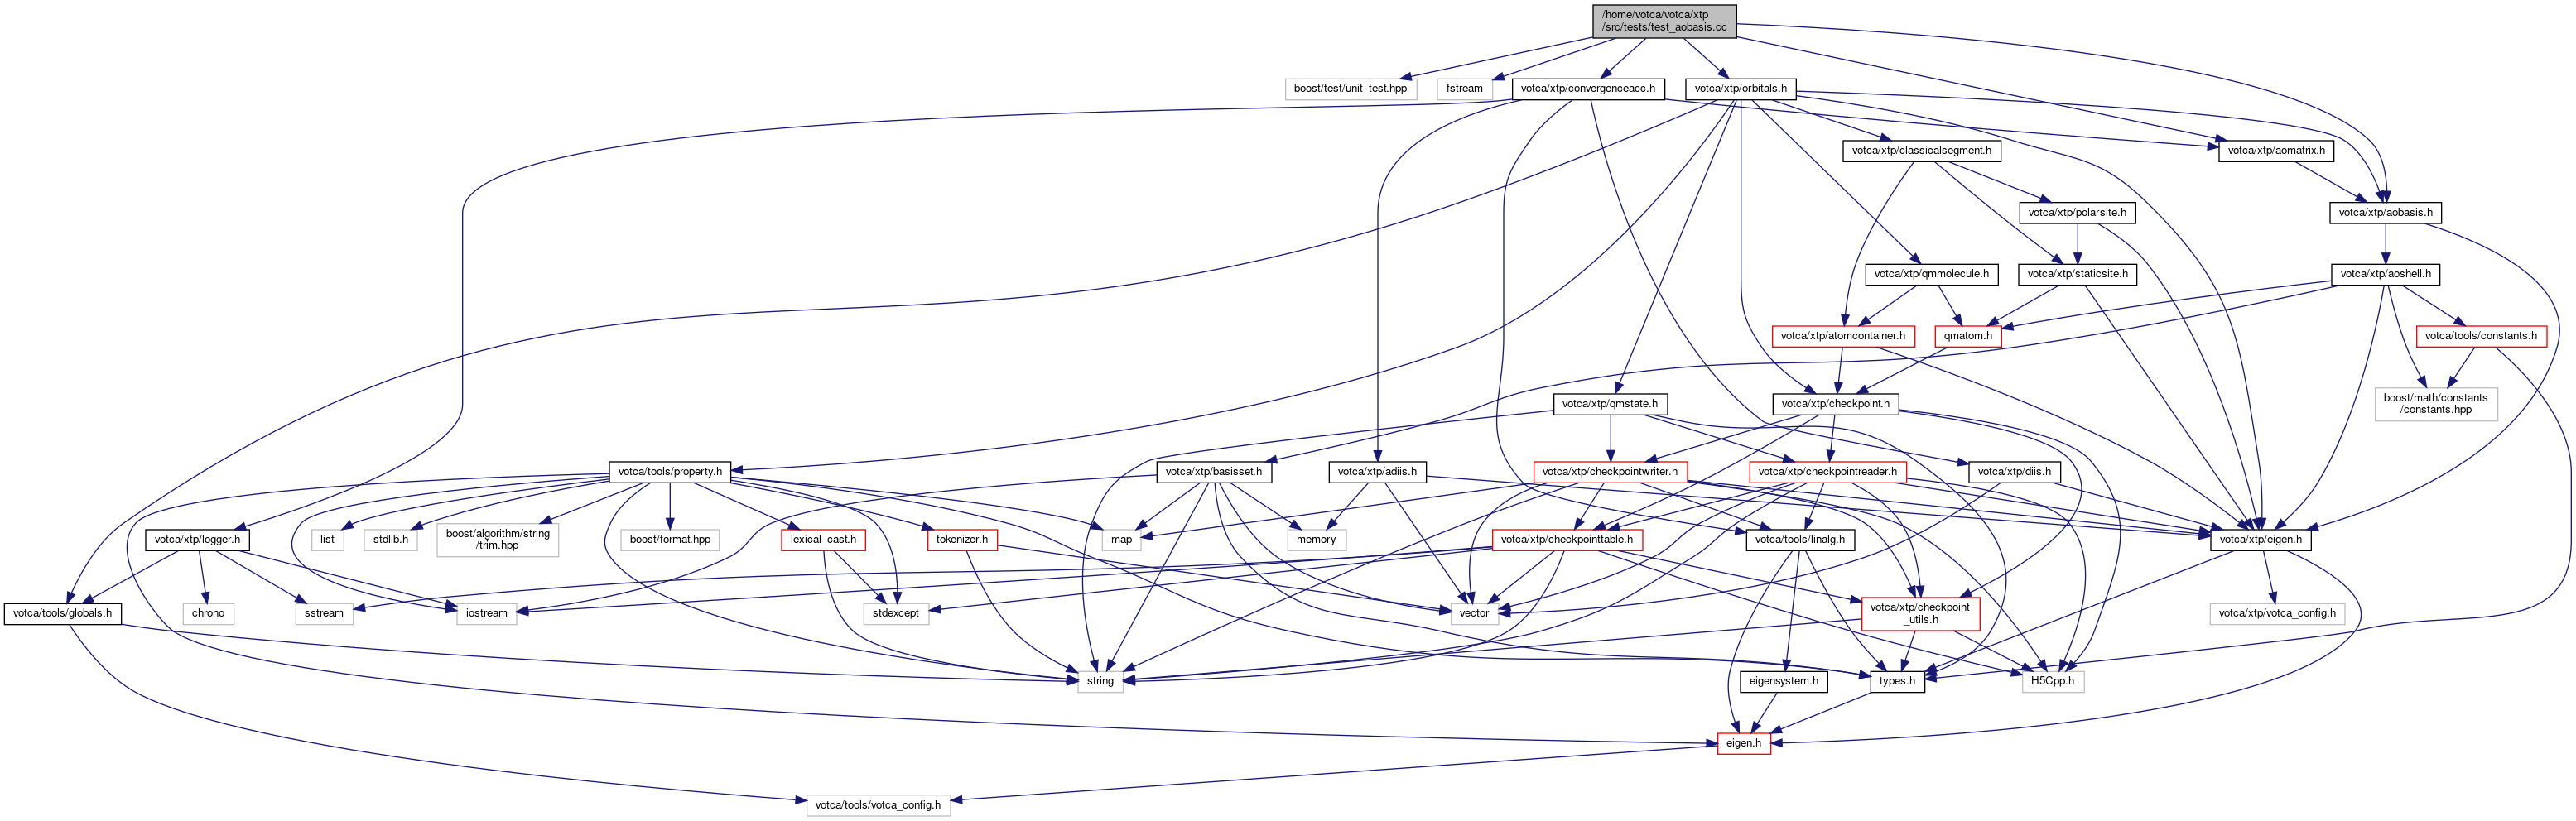 /home/votca/votca/xtp
/src/tests/test_aobasis.cc
boost/test/unit_test.hpp
fstream
votca/xtp/convergenceacc.h
votca/xtp/orbitals.h
votca/xtp/classicalsegment.h
votca/xtp/aomatrix.h
votca/xtp/polarsite.h
votca/xtp/aobasis.h
votca/xtp/qmmolecule.h
votca/xtp/staticsite.h
votca/xtp/aoshell.h
votca/xtp/atomcontainer.h
qmatom.h
votca/tools/constants.h
votca/xtp/qmstate.h
votca/xtp/checkpoint.h
boost/math/constants
/constants.hpp
votca/tools/property.h
votca/xtp/basisset.h
votca/xtp/adiis.h
votca/xtp/checkpointwriter.h
votca/xtp/checkpointreader.h
votca/xtp/diis.h
votca/xtp/logger.h
list
stdlib.h
boost/algorithm/string
/trim.hpp
boost/format.hpp
lexical_cast.h
tokenizer.h
map
memory
votca/xtp/checkpointtable.h
votca/tools/linalg.h
votca/xtp/eigen.h
votca/tools/globals.h
chrono
sstream
iostream
stdexcept
vector
votca/xtp/checkpoint
_utils.h
votca/xtp/votca_config.h
string
eigensystem.h
types.h
H5Cpp.h
eigen.h
votca/tools/votca_config.h